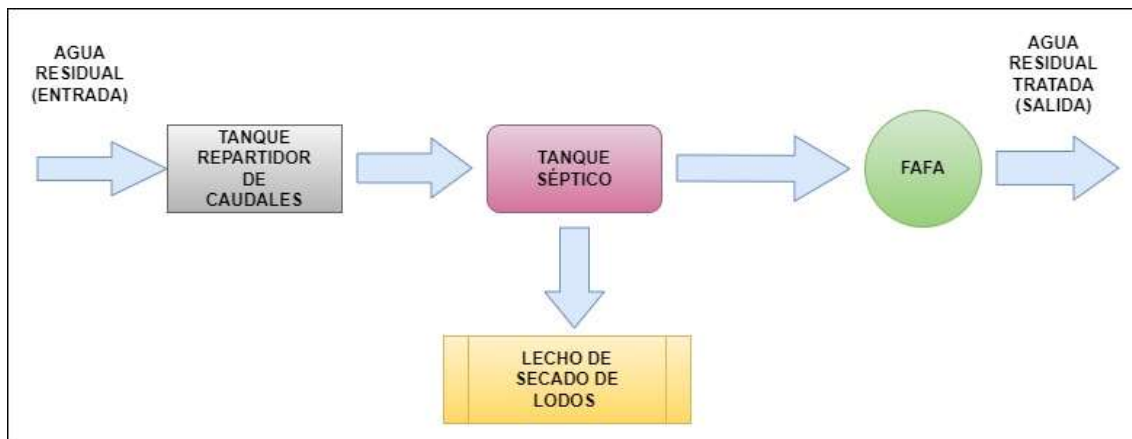 AGUA
RESIDUAL
(ENTRADA)
TANQUE
REPARTIDOR
DE
CAUDALES
TANQUE
SÉPTICO
FAFA
AGUA
RESIDUAL
TRATADA
(SALIDA)
LECHO DE
SECADO DE
LODOS